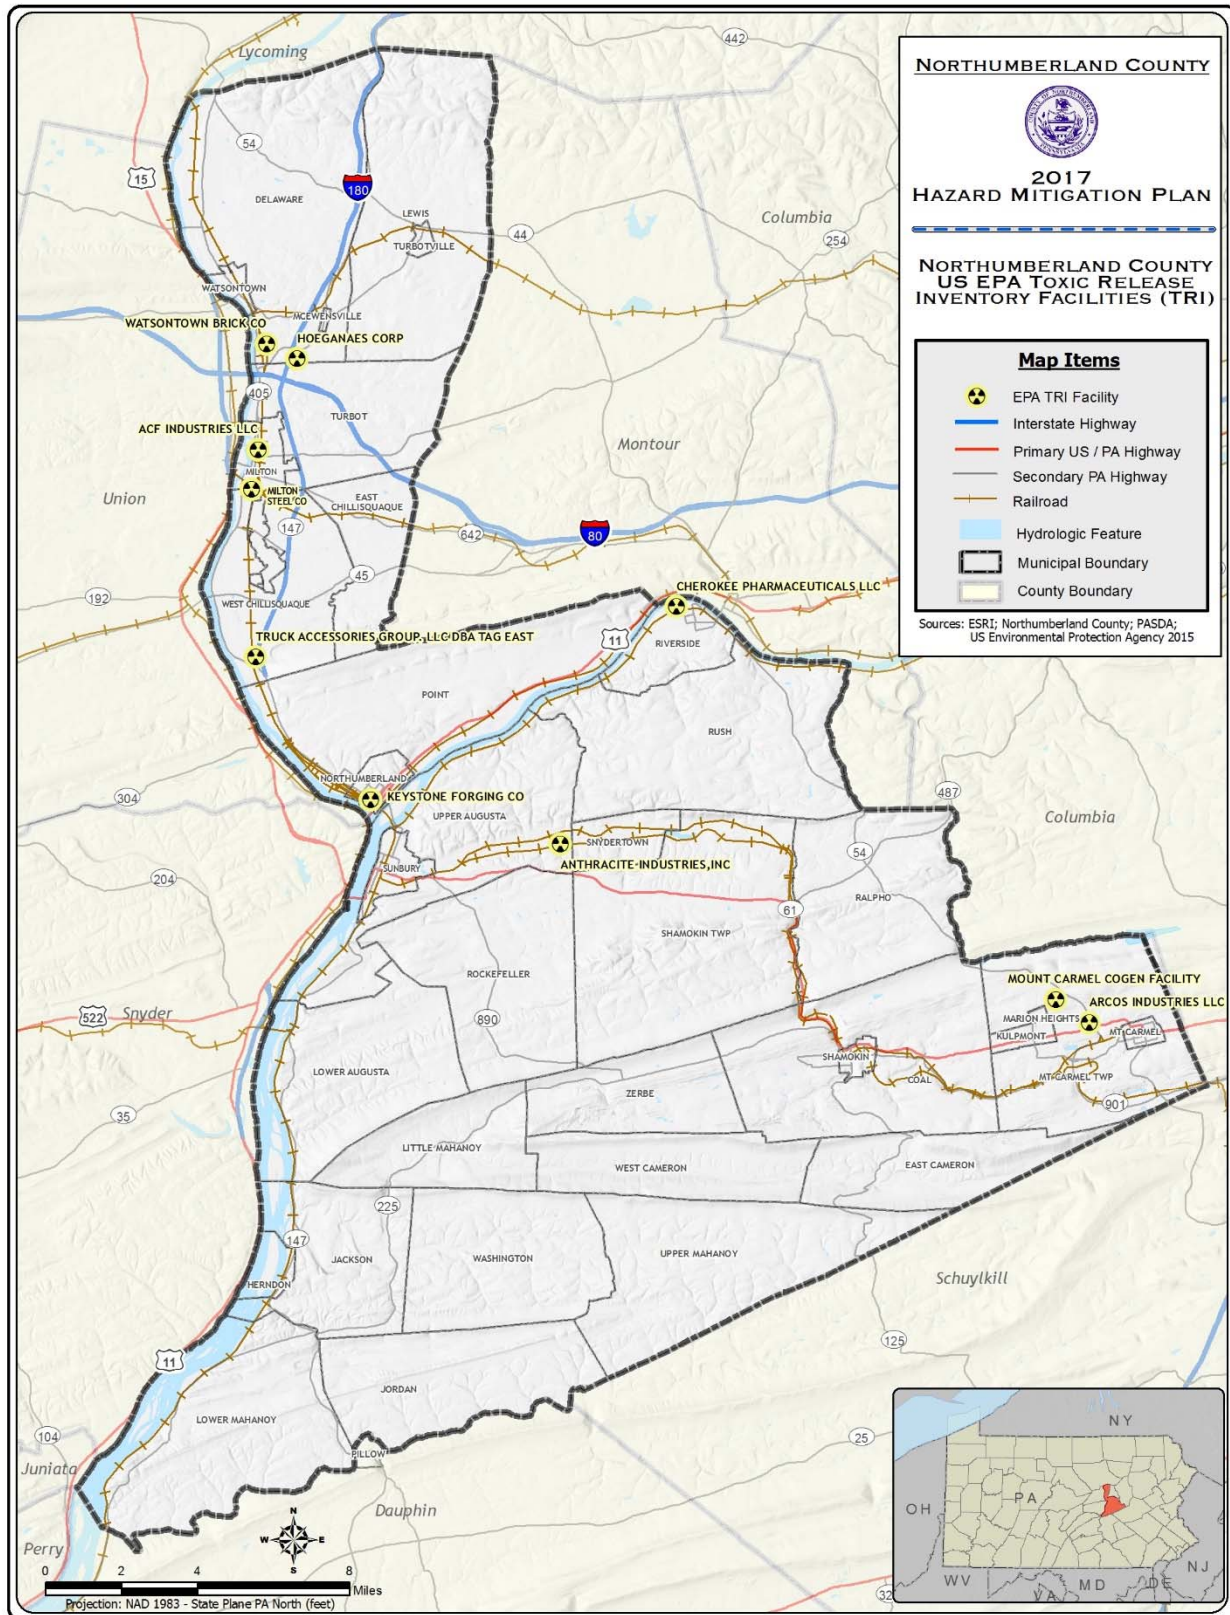 NORTHUMBERLAND COUNTY
COUNTY OF NORTHUMBERLAND
PENNSYLVANIA
2017
HAZARD MITIGATION PLAN
NORTHUMBERLAND COUNTY
US EPA TOXIC RELEASE
INVENTORY FACILITIES (TRI)
Map Items
EPA TRI Facility
Interstate Highway
Primary US / PA Highway
Secondary PA Highway
Railroad
Hydrologic Feature
Municipal Boundary
County Boundary
Sources: ESRI; Northumberland County; PASDA;
US Environmental Protection Agency 2015
Lycoming
442
54
15
180
DELAWARE
LEWIS
TURBOTVILLE
44
Columbia
254
WATSONTOWN
MCEWENSVILLE
WATSONTOWN BRICK CO
HOEGANAES CORP
405
TURBOT
ACF INDUSTRIES LLC
MILTON
Montour
Union
MILTON
STEEL CO
EAST
CHILLISQUAQUE
147
642
80
45
192
WEST CHILLISQUAQUE
CHEROKEE PHARMACEUTICALS LLC
TRUCK ACCESSORIES GROUP, LLC DBA TAG EAST
11
RIVERSIDE
POINT
RUSH
NORTHUMBERLAND
304
KEYSTONE FORGING CO
UPPER AUGUSTA
487
Columbia
SNYDERTOWN
ANTHRACITE INDUSTRIES, INC
SUNBURY
54
204
61
RALPHO
SHAMOKIN TWP
ROCKEFELLER
MOUNT CARMEL COGEN FACILITY
ARCOS INDUSTRIES LLC
522
Snyder
890
MARION HEIGHTS
KULPMONT
MT CARMEL
SHAMOKIN
LOWER AUGUSTA
COAL
MT CARMEL TWP
ZERBE
901
35
LITTLE MAHANOY
WEST CAMERON
EAST CAMERON
225
147
JACKSON
WASHINGTON
UPPER MAHANOY
HERNDON
Schuylkill
125
11
JORDAN
LOWER MAHANOY
104
PILLOW
25
Juniata
Dauphin
Perry
N
W
E
S
0
2
4
8
Miles
Projection: NAD 1983 - State Plane PA North (feet)
NY
OH
PA
NJ
WV
MD
DE
VA
32